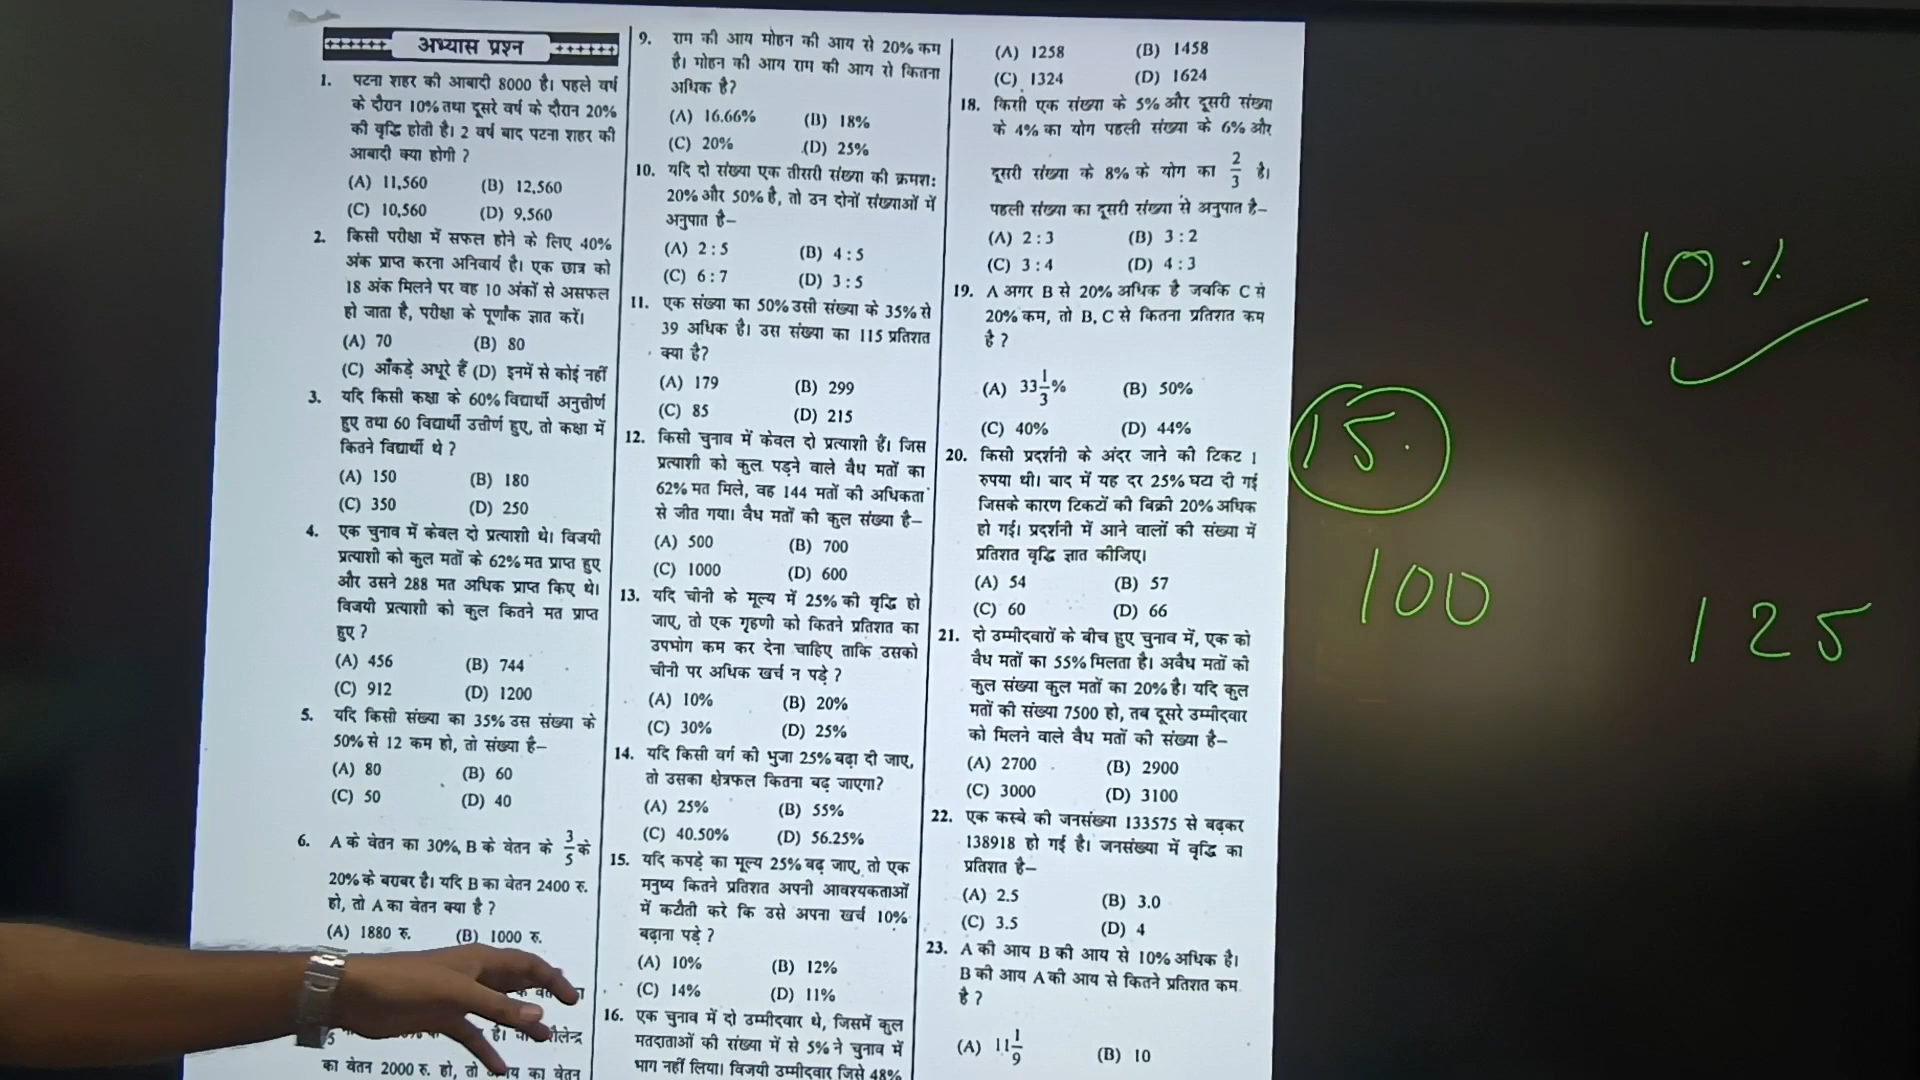 अभ्यास प्रश्न
1. पटना शहर की आबादी 8000 है। पहले वर्ष
के दौरान 10% तथा दूसरे वर्ष के दौरान 20%
की वृद्धि होती है। 2 वर्ष बाद पटना शहर की
आबादी क्या होगी ?
(A) 11,560 (B) 12,560
(C) 10,560 (D) 9,560
2. किसी परीक्षा में सफल होने के लिए 40%
अंक प्राप्त करना अनिवार्य है। एक छात्र को
18 अंक मिलने पर वह 10 अंकों से असफल
हो जाता है, परीक्षा के पूर्णांक ज्ञात करें।
(A) 70 (B) 80
(C) आँकड़े अधूरे हैं (D) इनमें से कोई नहीं
3. यदि किसी कक्षा के 60% विद्यार्थी अनुत्तीर्ण
हुए तथा 60 विद्यार्थी उत्तीर्ण हुए, तो कक्षा में
कितने विद्यार्थी थे ?
(A) 150 (B) 180
(C) 350 (D) 250
4. एक चुनाव में केवल दो प्रत्याशी थे। विजयी
प्रत्याशी को कुल मतों के 62% मत प्राप्त हुए
और उसने 288 मत अधिक प्राप्त किए थे।
विजयी प्रत्याशी को कुल कितने मत प्राप्त
हुए ?
(A) 456 (B) 744
(C) 912 (D) 1200
5. यदि किसी संख्या का 35% उस संख्या के
50% से 12 कम हो, तो संख्या है–
(A) 80 (B) 60
(C) 50 (D) 40
6. A के वेतन का 30%, B के वेतन के 3/5 के
20% के बराबर है। यदि B का वेतन 2400 रु.
हो, तो A का वेतन क्या है ?
(A) 1880 रु. (B) 1000 रु.
है।
का वेतन 2000 रु. हो, तो का वेतन
9. राम की आय मोहन की आय से 20% कम
है। मोहन की आय राम की आय से कितना
अधिक है?
(A) 16.66% (B) 18%
(C) 20% (D) 25%
10. यदि दो संख्या एक तीसरी संख्या की क्रमशः
20% और 50% है, तो उन दोनों संख्याओं में
अनुपात है–
(A) 2 : 5 (B) 4 : 5
(C) 6 : 7 (D) 3 : 5
11. एक संख्या का 50% उसी संख्या के 35% से
39 अधिक है। उस संख्या का 115 प्रतिशत
क्या है?
(A) 179 (B) 299
(C) 85 (D) 215
12. किसी चुनाव में केवल दो प्रत्याशी हैं। जिस
प्रत्याशी को कुल पड़ने वाले वैध मतों का
62% मत मिले, वह 144 मतों की अधिकता
से जीत गया। वैध मतों की कुल संख्या है–
(A) 500 (B) 700
(C) 1000 (D) 600
13. यदि चीनी के मूल्य में 25% की वृद्धि हो
जाए, तो एक गृहणी को कितने प्रतिशत का
उपभोग कम कर देना चाहिए ताकि उसको
चीनी पर अधिक खर्च न पड़े ?
(A) 10% (B) 20%
(C) 30% (D) 25%
14. यदि किसी वर्ग की भुजा 25% बढ़ा दी जाए,
तो उसका क्षेत्रफल कितना बढ़ जाएगा?
(A) 25% (B) 55%
(C) 40.50% (D) 56.25%
15. यदि कपड़े का मूल्य 25% बढ़ जाए, तो एक
मनुष्य कितने प्रतिशत अपनी आवश्यकताओं
में कटौती करे कि उसे अपना खर्च 10%
बढ़ाना पड़े ?
(A) 10% (B) 12%
(C) 14% (D) 11%
16. एक चुनाव में दो उम्मीदवार थे, जिसमें कुल
मतदाताओं की संख्या में से 5% ने चुनाव में
भाग नहीं लिया। विजयी उम्मीदवार जिसे 48%
(A) 1258 (B) 1458
(C) 1324 (D) 1624
18. किसी एक संख्या के 5% और दूसरी संख्या
के 4% का योग पहली संख्या के 6% और
दूसरी संख्या के 8% के योग का 2/3 है।
पहली संख्या का दूसरी संख्या से अनुपात है–
(A) 2 : 3 (B) 3 : 2
(C) 3 : 4 (D) 4 : 3
19. A अगर B से 20% अधिक है जबकि C से
20% कम, तो B, C से कितना प्रतिशत कम
है ?
(A) 33 1/3% (B) 50%
(C) 40% (D) 44%
20. किसी प्रदर्शनी के अंदर जाने की टिकट 1
रुपया थी। बाद में यह दर 25% घटा दी गई
जिसके कारण टिकटों की बिक्री 20% अधिक
हो गई। प्रदर्शनी में आने वालों की संख्या में
प्रतिशत वृद्धि ज्ञात कीजिए।
(A) 54 (B) 57
(C) 60 (D) 66
21. दो उम्मीदवारों के बीच हुए चुनाव में, एक को
वैध मतों का 55% मिलता है। अवैध मतों की
कुल संख्या कुल मतों का 20% है। यदि कुल
मतों की संख्या 7500 हो, तब दूसरे उम्मीदवार
को मिलने वाले वैध मतों की संख्या है–
(A) 2700 (B) 2900
(C) 3000 (D) 3100
22. एक कस्बे की जनसंख्या 133575 से बढ़कर
138918 हो गई है। जनसंख्या में वृद्धि का
प्रतिशत है–
(A) 2.5 (B) 3.0
(C) 3.5 (D) 4
23. A की आय B की आय से 10% अधिक है।
B की आय A की आय से कितने प्रतिशत कम
है ?
(A) 11 1/9 (B) 10
10%
15.
100
125